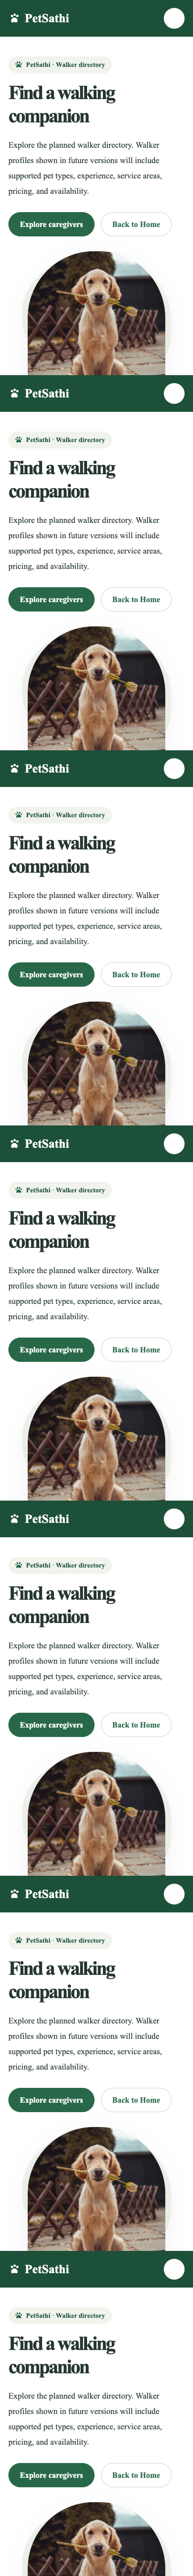 PetSathi
PetSathi · Walker directory
Find a walking
companion
Explore the planned walker directory. Walker
profiles shown in future versions will include
supported pet types, experience, service areas,
pricing, and availability.
Explore caregivers
Back to Home
PetSathi
PetSathi · Walker directory
Find a walking
companion
Explore the planned walker directory. Walker
profiles shown in future versions will include
supported pet types, experience, service areas,
pricing, and availability.
Explore caregivers
Back to Home
PetSathi
PetSathi · Walker directory
Find a walking
companion
Explore the planned walker directory. Walker
profiles shown in future versions will include
supported pet types, experience, service areas,
pricing, and availability.
Explore caregivers
Back to Home
PetSathi
PetSathi · Walker directory
Find a walking
companion
Explore the planned walker directory. Walker
profiles shown in future versions will include
supported pet types, experience, service areas,
pricing, and availability.
Explore caregivers
Back to Home
PetSathi
PetSathi · Walker directory
Find a walking
companion
Explore the planned walker directory. Walker
profiles shown in future versions will include
supported pet types, experience, service areas,
pricing, and availability.
Explore caregivers
Back to Home
PetSathi
PetSathi · Walker directory
Find a walking
companion
Explore the planned walker directory. Walker
profiles shown in future versions will include
supported pet types, experience, service areas,
pricing, and availability.
Explore caregivers
Back to Home
PetSathi
PetSathi · Walker directory
Find a walking
companion
Explore the planned walker directory. Walker
profiles shown in future versions will include
supported pet types, experience, service areas,
pricing, and availability.
Explore caregivers
Back to Home